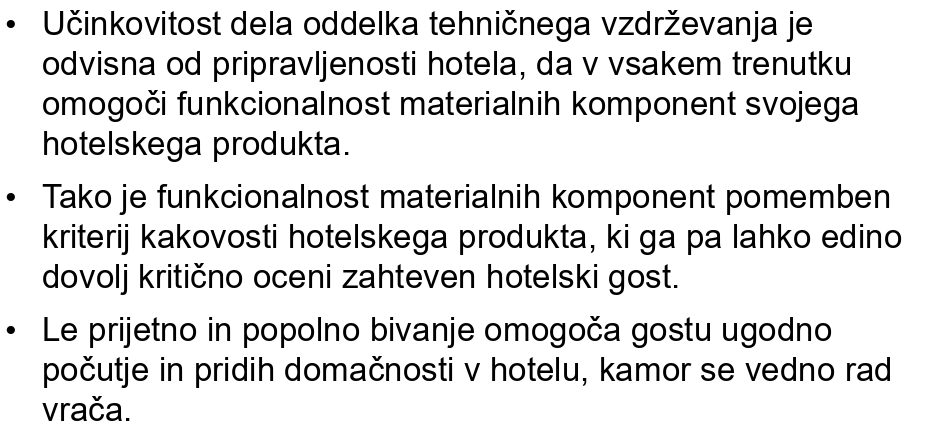 • Učinkovitost dela oddelka tehničnega vzdrževanja je
odvisna od pripravljenosti hotela, da v vsakem trenutku
omogoči funkcionalnost materialnih komponent svojega
hotelskega produkta.
• Tako je funkcionalnost materialnih komponent pomemben
kriterij kakovosti hotelskega produkta, ki ga pa lahko edino
dovolj kritično oceni zahteven hotelski gost.
• Le prijetno in popolno bivanje omogoča gostu ugodno
počutje in pridih domačnosti v hotelu, kamor se vedno rad
vrača.